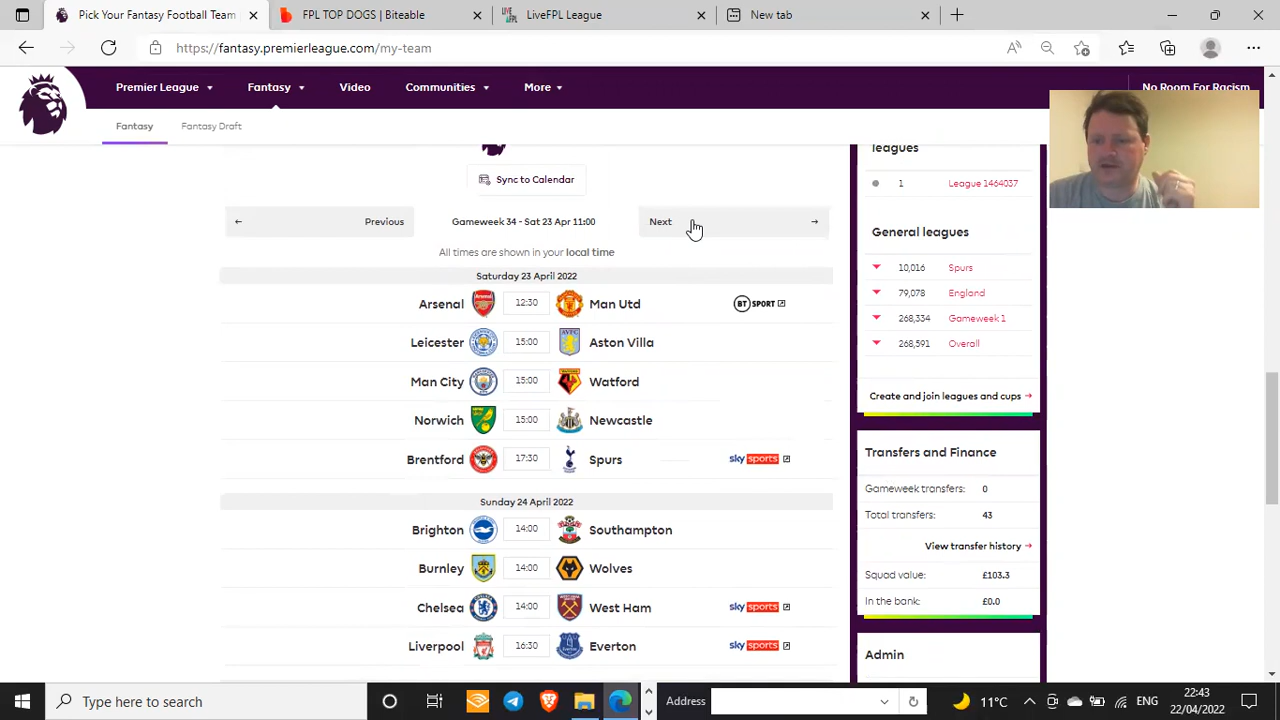 Pick Your Fantasy Football Team
FPL TOP DOGS | Biteable
LiveFPL League
New tab
https://fantasy.premierleague.com/my-team
Premier League
Fantasy
Video
Communities
More
No Room For Racism
Fantasy
Fantasy Draft
Sync to Calendar
Previous
Gameweek 34 - Sat 23 Apr 11:00
Next
All times are shown in your local time
Saturday 23 April 2022
Arsenal 12:30 Man Utd BT SPORT
Leicester 15:00 Aston Villa
Man City 15:00 Watford
Norwich 15:00 Newcastle
Brentford 17:30 Spurs sky sports
Sunday 24 April 2022
Brighton 14:00 Southampton
Burnley 14:00 Wolves
Chelsea 14:00 West Ham sky sports
Liverpool 16:30 Everton sky sports
leagues
1 League 1464037
General leagues
10,016 Spurs
79,078 England
268,334 Gameweek 1
268,591 Overall
Create and join leagues and cups
Transfers and Finance
Gameweek transfers: 0
Total transfers: 43
View transfer history
Squad value: £103.3
In the bank: £0.0
Admin
Type here to search
Address
11°C
ENG
22:43
22/04/2022